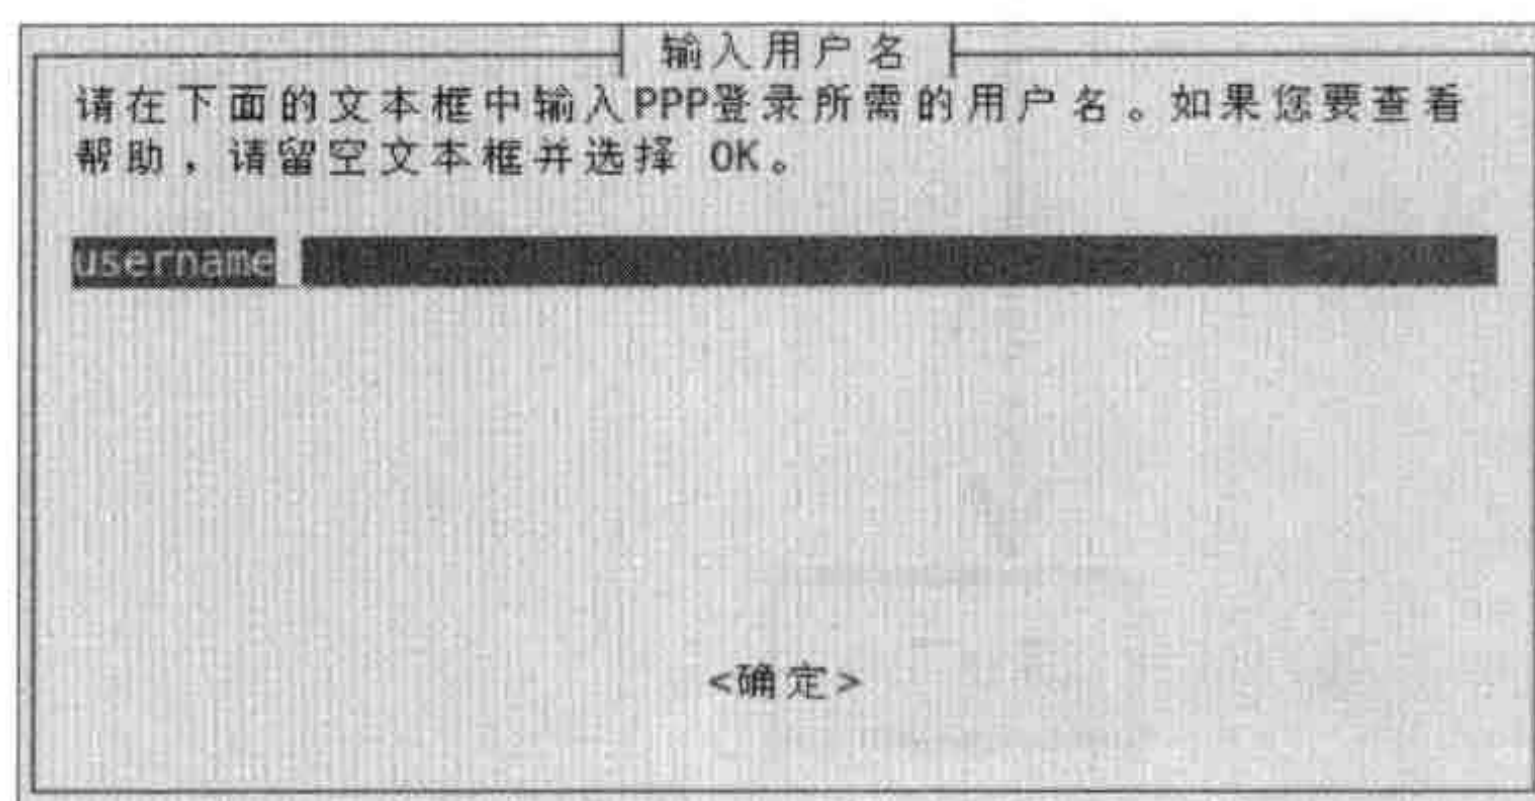 输入用户名
请在下面的文本框中输入PPP登录所需的用户名。如果您要查看
帮助，请留空文本框并选择 OK。
username
<确定>